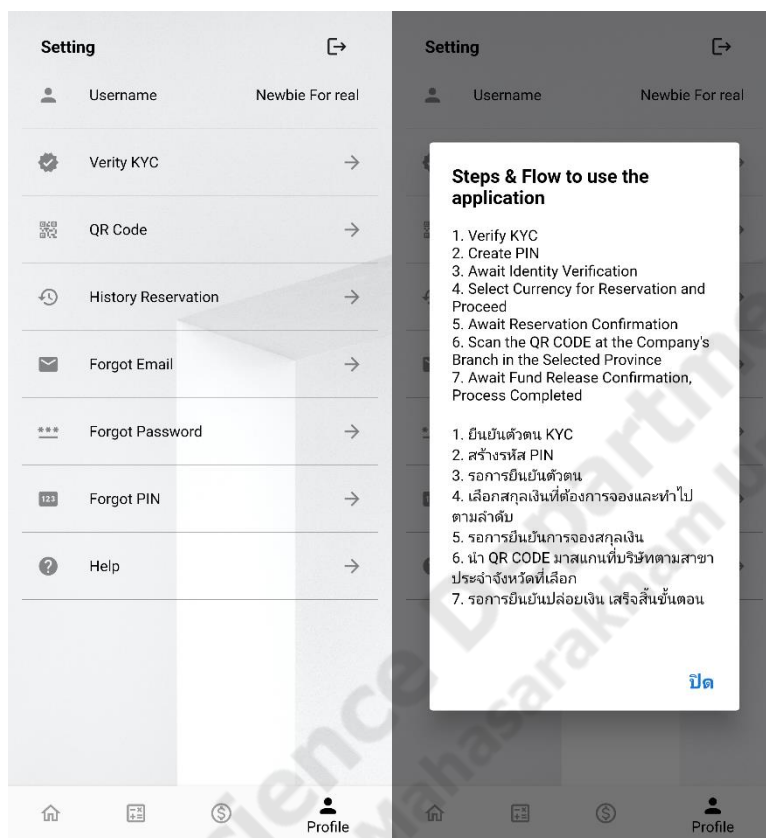 Setting
Username Newbie For real
Verity KYC
QR Code
History Reservation
Forgot Email
***
Forgot Password
123
Forgot PIN
Help
Profile
Setting
Username Newbie For real
Steps & Flow to use the
application
1. Verify KYC
2. Create PIN
3. Await Identity Verification
4. Select Currency for Reservation and
Proceed
5. Await Reservation Confirmation
6. Scan the QR CODE at the Company's
Branch in the Selected Province
7. Await Fund Release Confirmation,
Process Completed
1. ยืนยันตัวตน KYC
2. สร้างรหัส PIN
3. รอการยืนยันตัวตน
4. เลือกสกุลเงินที่ต้องการจองและทำไป
ตามลำดับ
5. รอการยืนยันการจองสกุลเงิน
6. นำ QR CODE มาสแกนที่บริษัทตามสาขา
ประจำจังหวัดที่เลือก
7. รอการยืนยันปล่อยเงิน เสร็จสิ้นขั้นตอน
ปิด
Profile